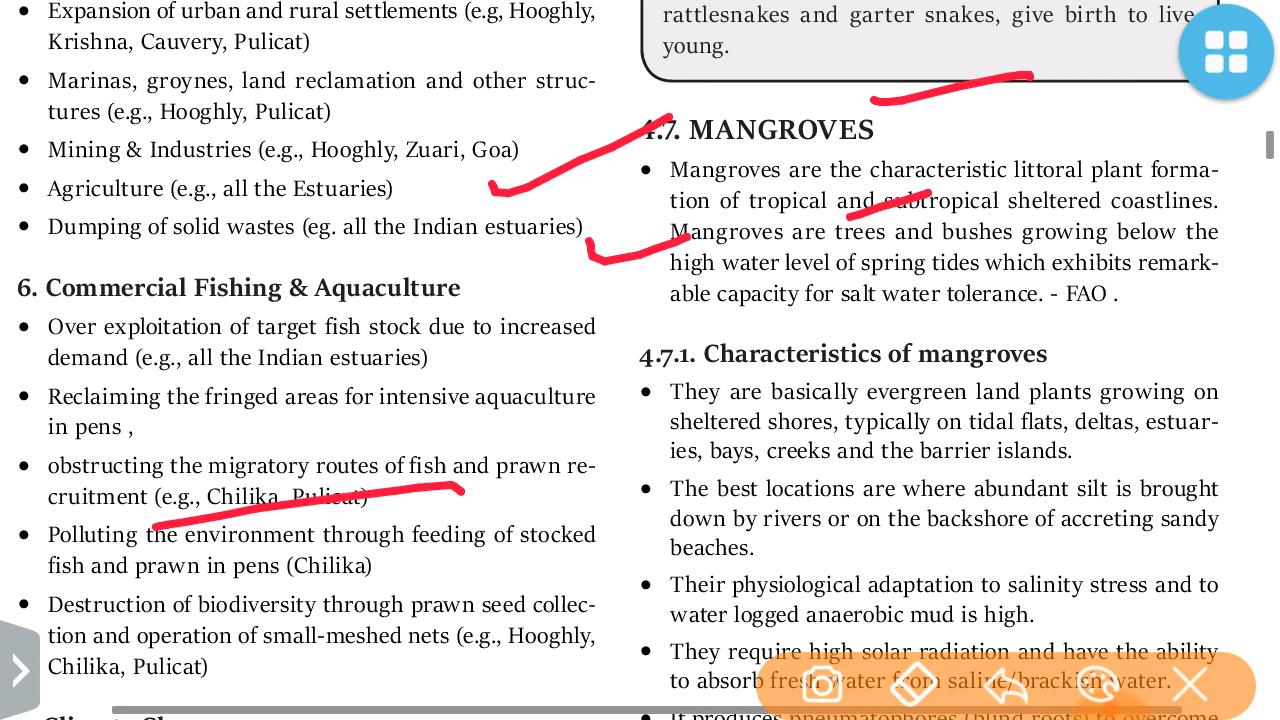 Expansion of urban and rural settlements (e.g, Hooghly,
Krishna, Cauvery, Pulicat)
Marinas, groynes, land reclamation and other struc-
tures (e.g., Hooghly, Pulicat)
Mining & Industries (e.g., Hooghly, Zuari, Goa)
Agriculture (e.g., all the Estuaries)
Dumping of solid wastes (eg. all the Indian estuaries)
6. Commercial Fishing & Aquaculture
Over exploitation of target fish stock due to increased
demand (e.g., all the Indian estuaries)
Reclaiming the fringed areas for intensive aquaculture
in pens ,
obstructing the migratory routes of fish and prawn re-
cruitment (e.g., Chilika, Pulicat)
Polluting the environment through feeding of stocked
fish and prawn in pens (Chilika)
Destruction of biodiversity through prawn seed collec-
tion and operation of small-meshed nets (e.g., Hooghly,
Chilika, Pulicat)
rattlesnakes and garter snakes, give birth to live
young.
4.7. MANGROVES
Mangroves are the characteristic littoral plant forma-
tion of tropical and subtropical sheltered coastlines.
Mangroves are trees and bushes growing below the
high water level of spring tides which exhibits remark-
able capacity for salt water tolerance. - FAO .
4.7.1. Characteristics of mangroves
They are basically evergreen land plants growing on
sheltered shores, typically on tidal flats, deltas, estuar-
ies, bays, creeks and the barrier islands.
The best locations are where abundant silt is brought
down by rivers or on the backshore of accreting sandy
beaches.
Their physiological adaptation to salinity stress and to
water logged anaerobic mud is high.
They require high solar radiation and have the ability
to absorb fresh water from saline/brackish water.
It produces pneumatophores (blind roots) to overcome